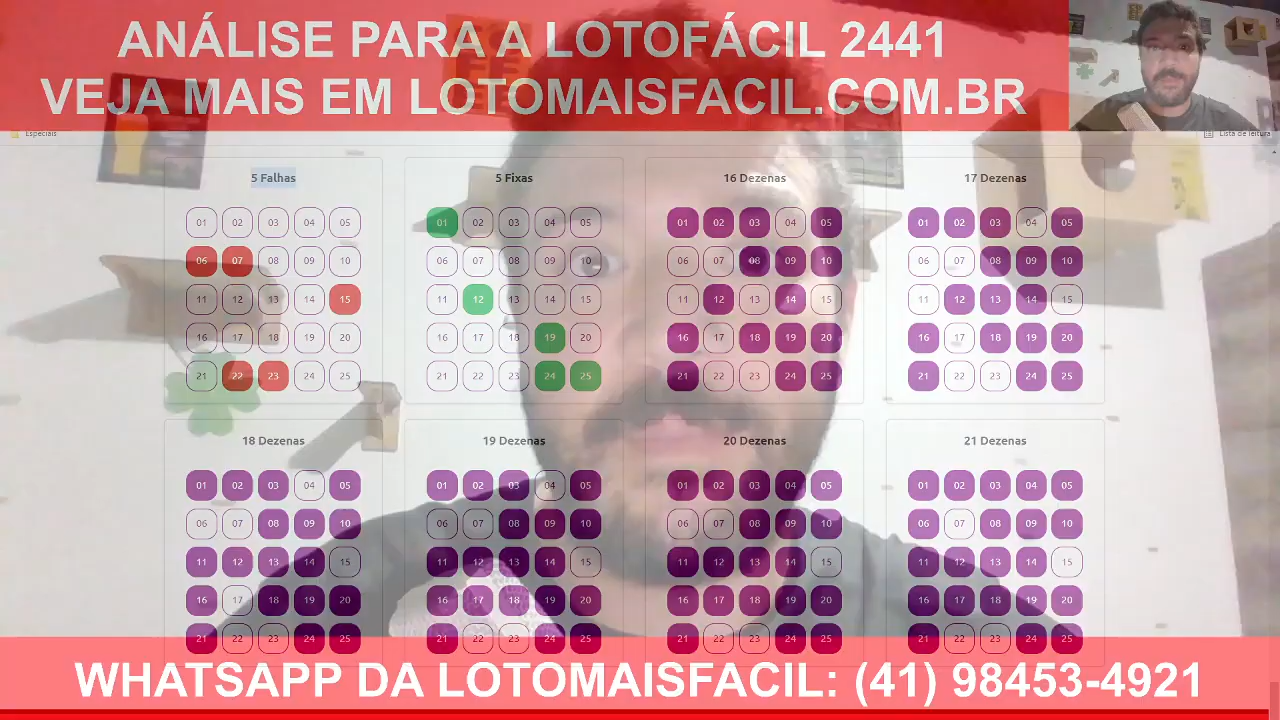 ANÁLISE PARA A LOTOFÁCIL 2441
VEJA MAIS EM LOTOMAISFACIL.COM.BR
Especiais
Lista de leitura
5 Falhas
01 02 03 04 05
06 07 08 09 10
11 12 13 14 15
16 17 18 19 20
21 22 23 24 25
5 Fixas
01 02 03 04 05
06 07 08 09 10
11 12 13 14 15
16 17 18 19 20
21 22 23 24 25
16 Dezenas
01 02 03 04 05
06 07 08 09 10
11 12 13 14 15
16 17 18 19 20
21 22 23 24 25
17 Dezenas
01 02 03 04 05
06 07 08 09 10
11 12 13 14 15
16 17 18 19 20
21 22 23 24 25
18 Dezenas
01 02 03 04 05
06 07 08 09 10
11 12 13 14 15
16 17 18 19 20
21 22 23 24 25
19 Dezenas
01 02 03 04 05
06 07 08 09 10
11 12 13 14 15
16 17 18 19 20
21 22 23 24 25
20 Dezenas
01 02 03 04 05
06 07 08 09 10
11 12 13 14 15
16 17 18 19 20
21 22 23 24 25
21 Dezenas
01 02 03 04 05
06 07 08 09 10
11 12 13 14 15
16 17 18 19 20
21 22 23 24 25
WHATSAPP DA LOTOMAISFACIL: (41) 98453-4921